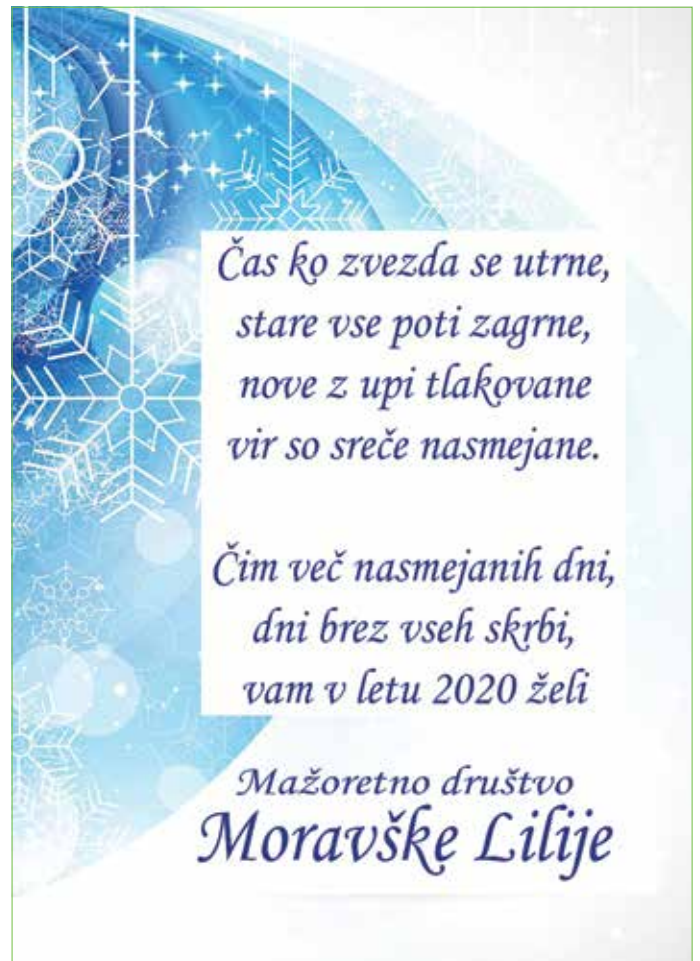 Čas ko zvezda se utrne,
stare vse poti zagrne,
nove z upi tlakovane
vir so sreče nasmejane.
Čim več nasmejanih dni,
dni brez vseh skrbi,
vam v letu 2020 želi
Mažoretno društvo
Moravške Lilije